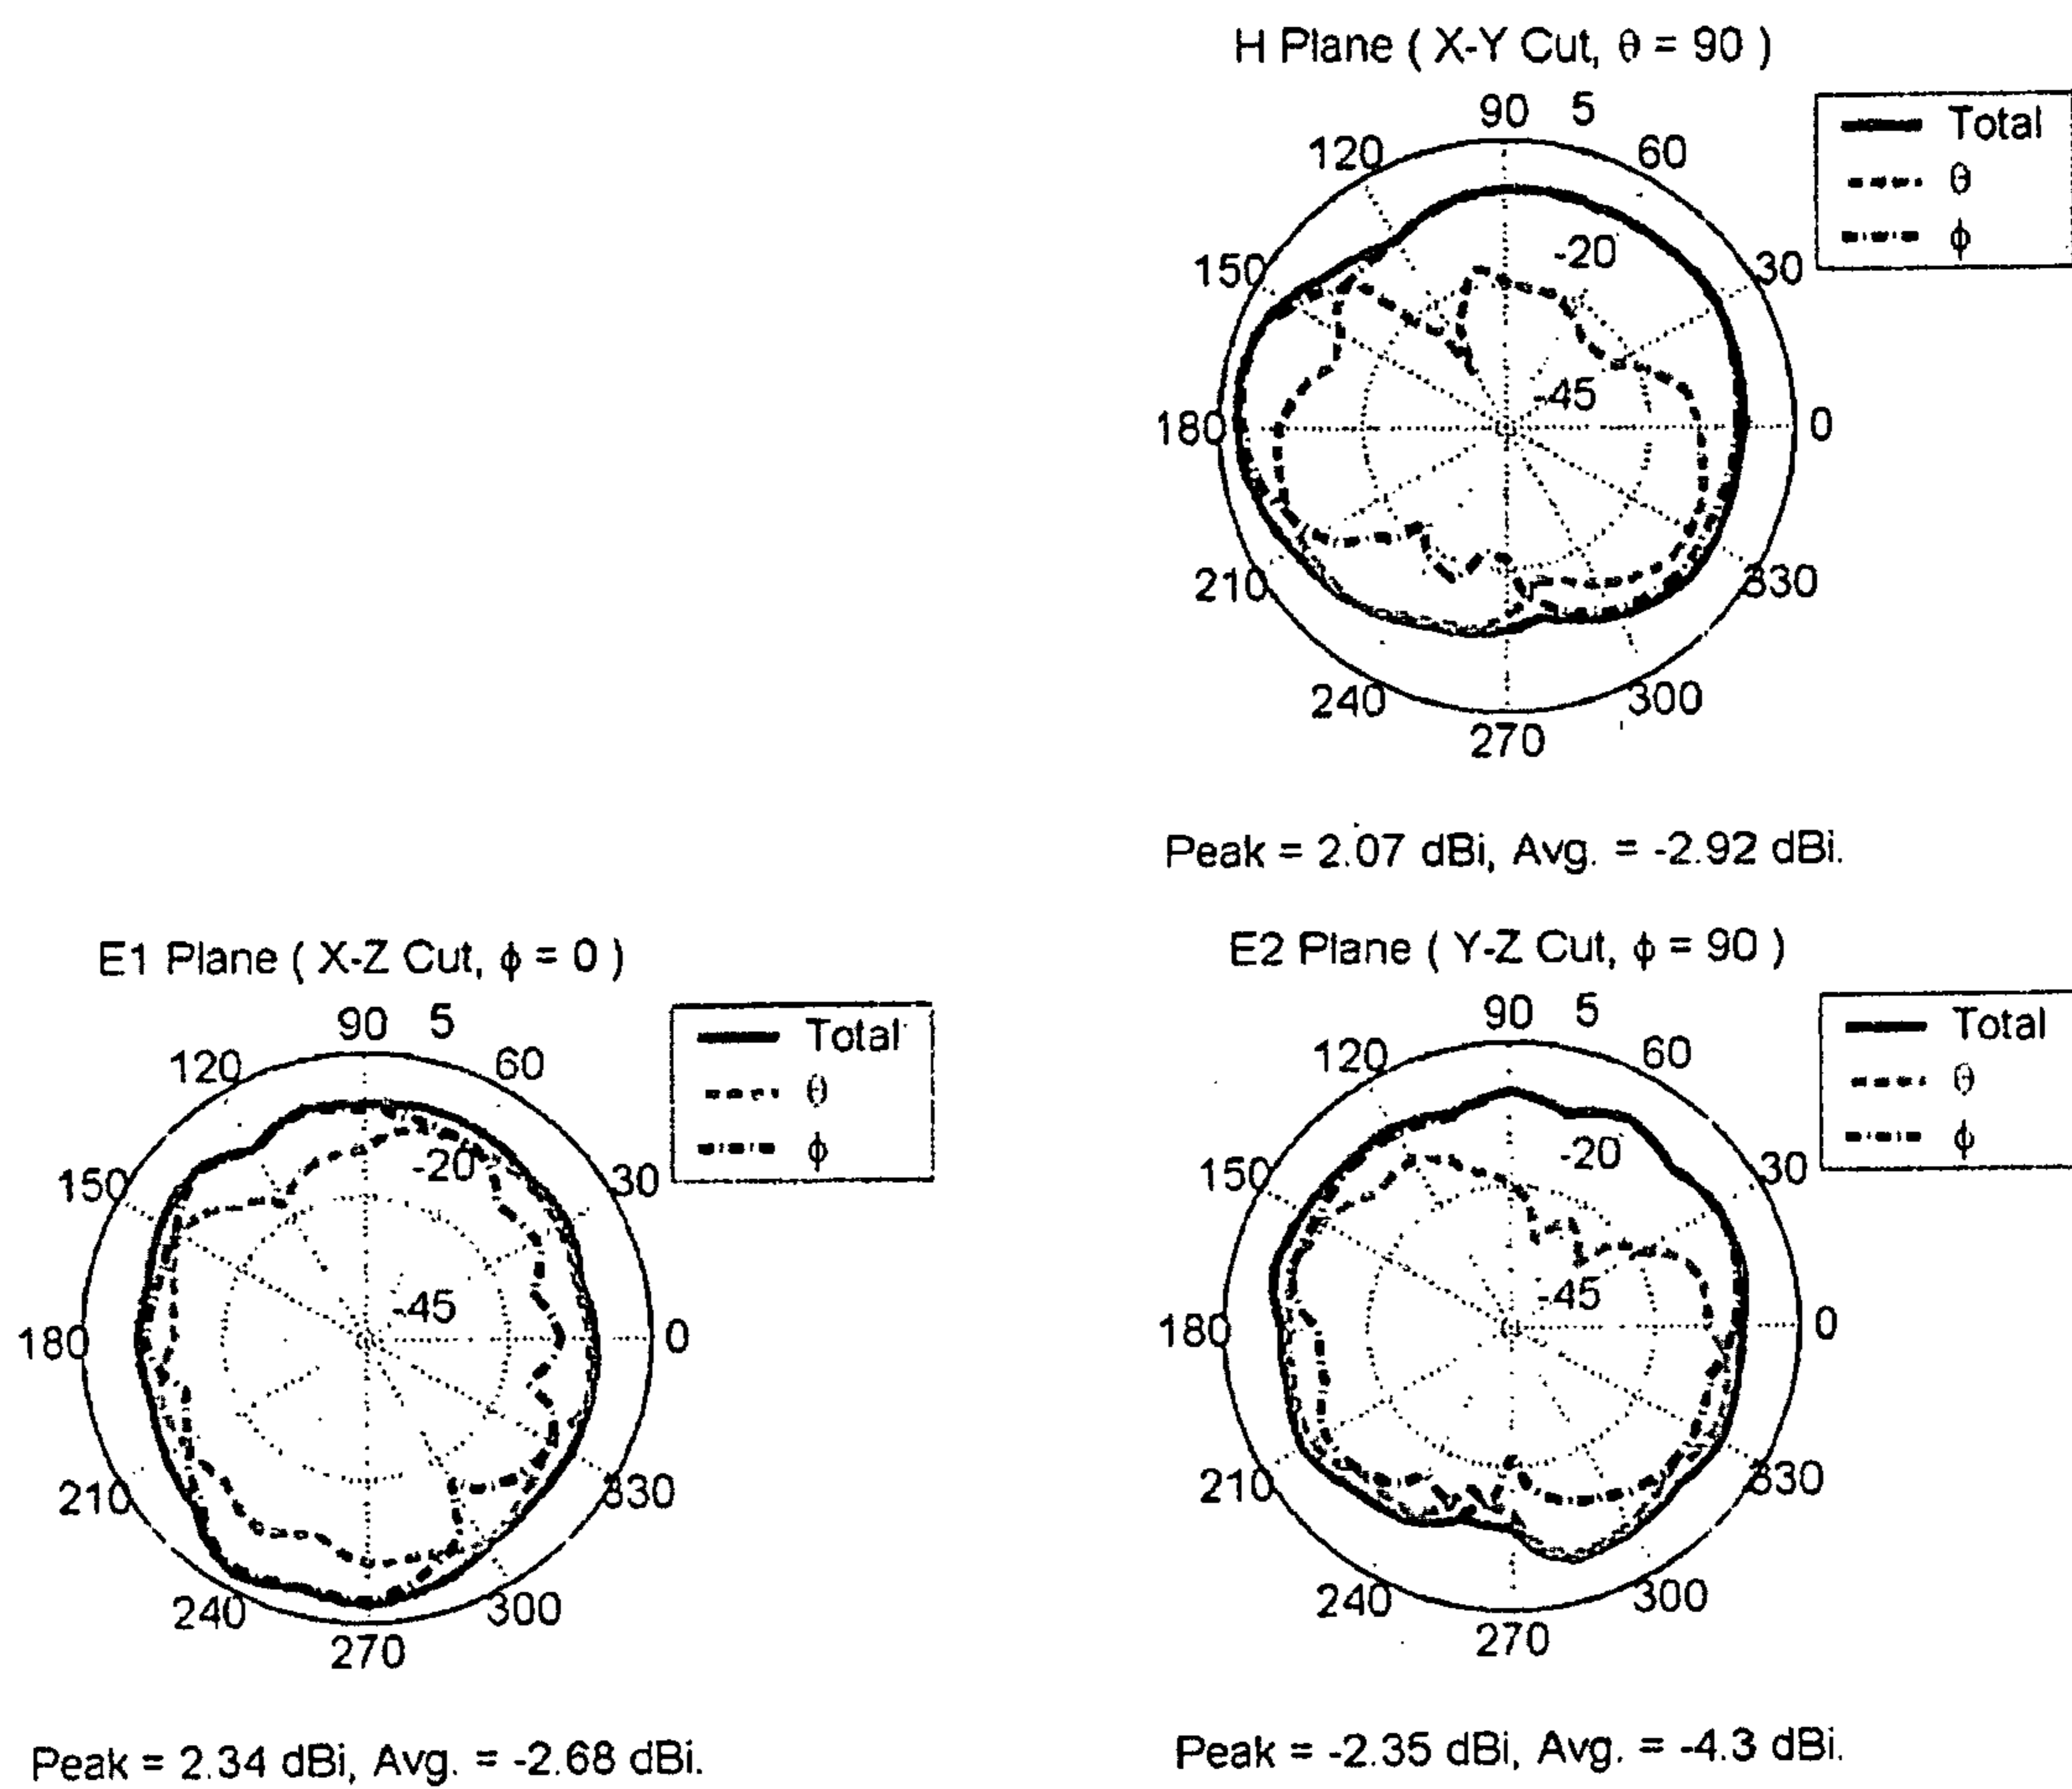 H Plane ( X-Y Cut, θ = 90 )
90 5
120 60
150 30
180 0
210 330
240 300
270
-20
-45
Total
θ
ϕ
Peak = 2.07 dBi, Avg. = -2.92 dBi.
E1 Plane ( X-Z Cut, ϕ = 0 )
90 5
120 60
150 30
180 0
210 330
240 300
270
-20
-45
Total
θ
ϕ
Peak = 2.34 dBi, Avg. = -2.68 dBi.
E2 Plane ( Y-Z Cut, ϕ = 90 )
90 5
120 60
150 30
180 0
210 330
240 300
270
-20
-45
Total
θ
ϕ
Peak = -2.35 dBi, Avg. = -4.3 dBi.